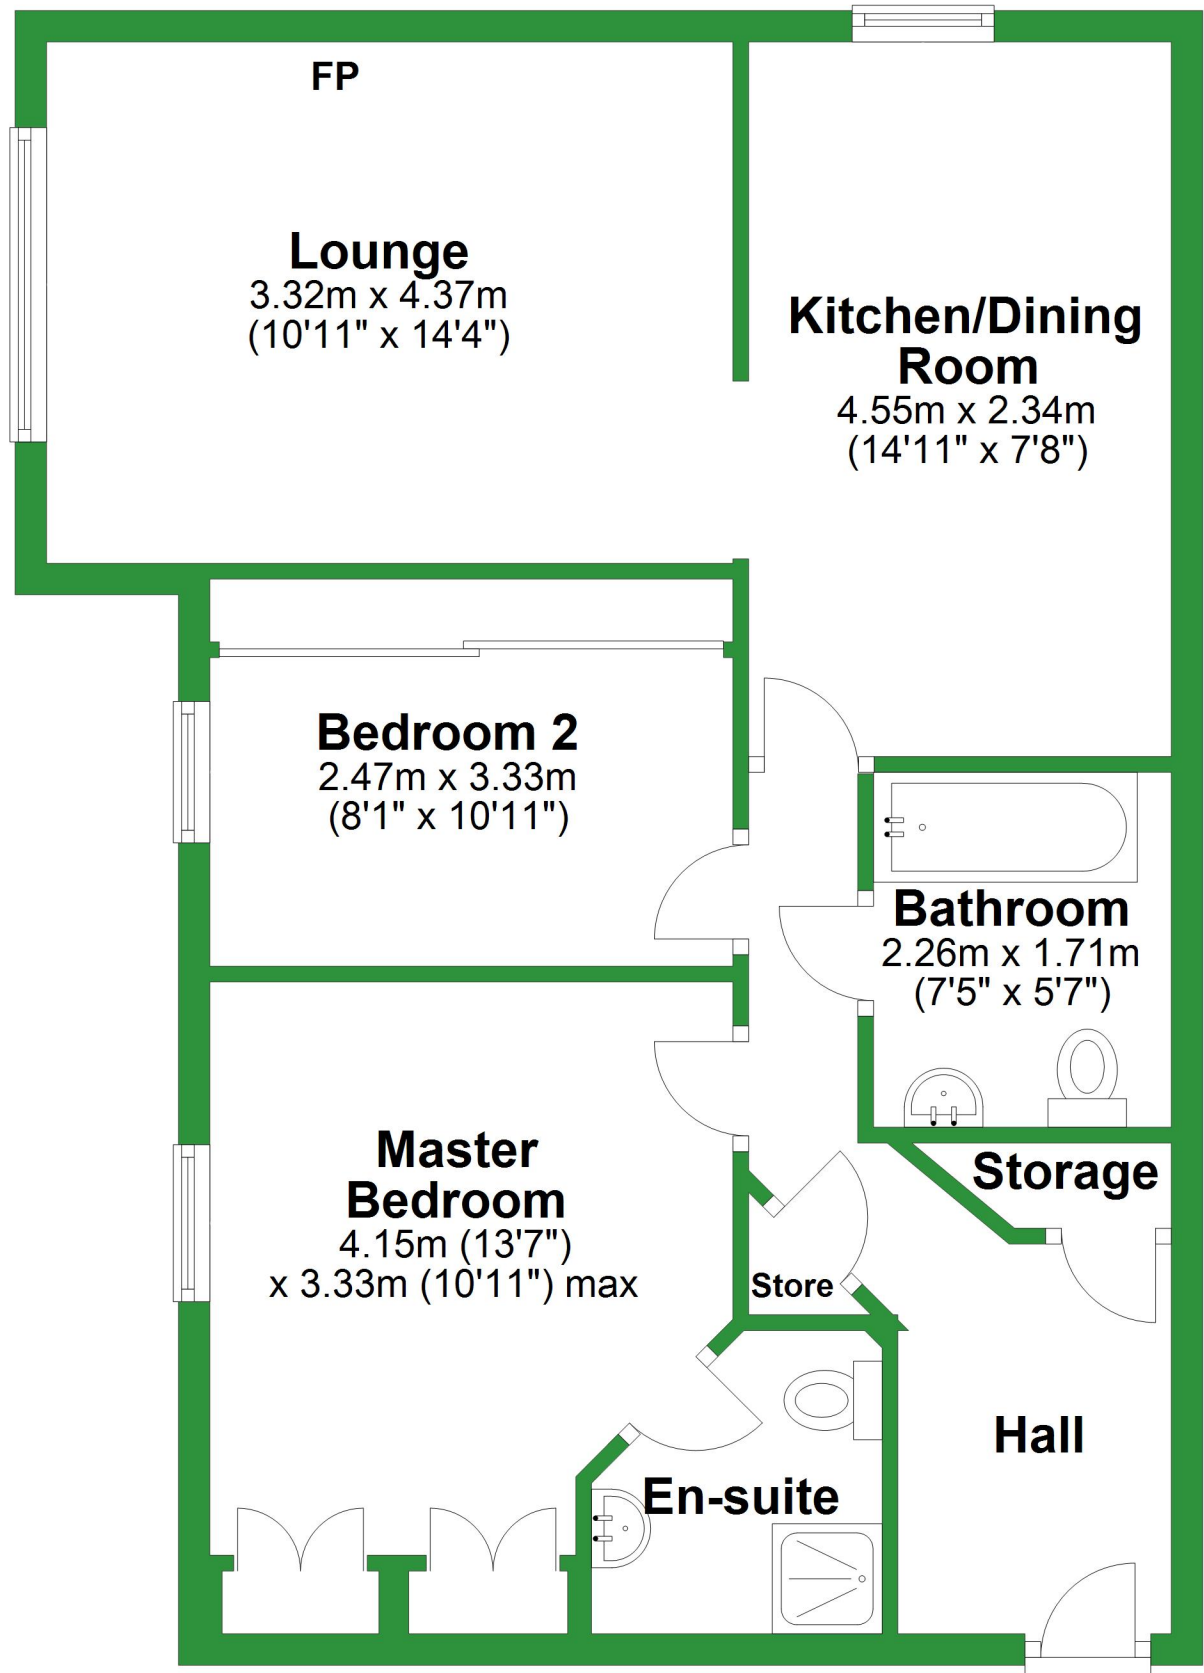 FP
Lounge
3.32m x 4.37m
(10'11" x 14'4")
Kitchen/Dining
Room
4.55m x 2.34m
(14'11" x 7'8")
Bedroom 2
2.47m x 3.33m
(8'1" x 10'11")
Bathroom
2.26m x 1.71m
(7'5" x 5'7")
Master
Bedroom
4.15m (13'7")
x 3.33m (10'11") max
Storage
Store
Hall
En-suite